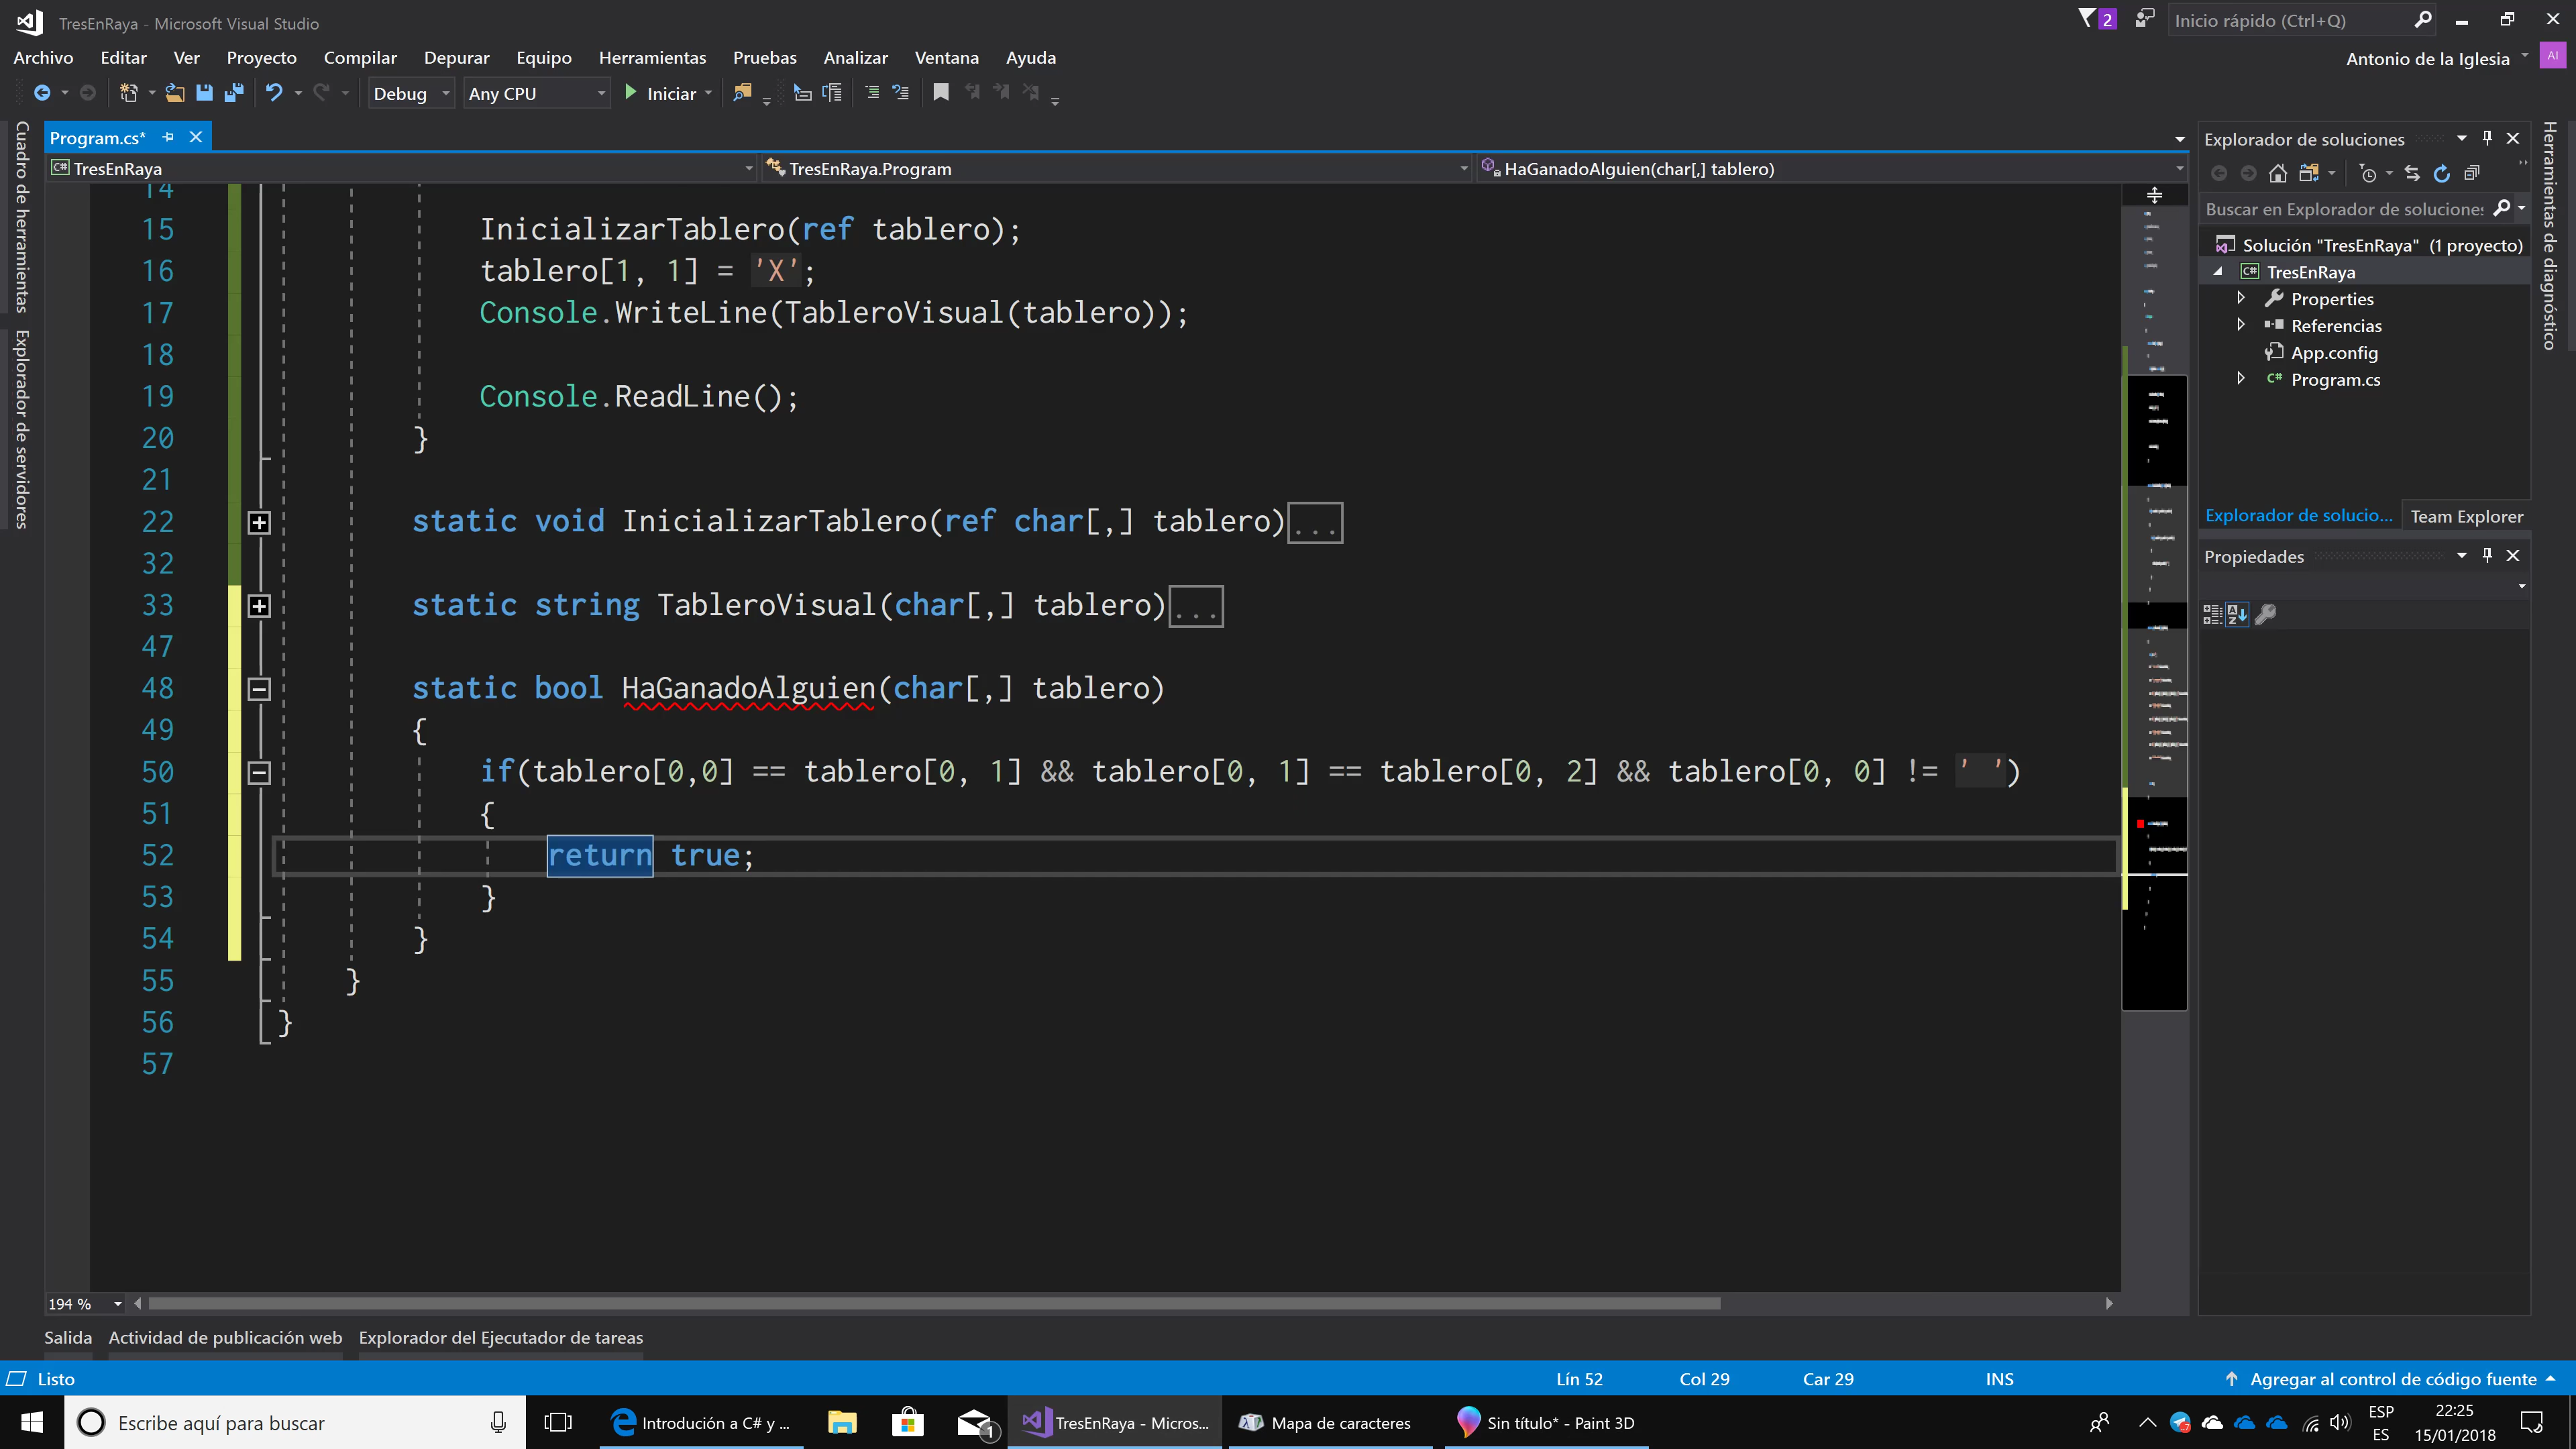 TresEnRaya - Microsoft Visual Studio
2
Inicio rápido (Ctrl+Q)
Archivo Editar Ver Proyecto Compilar Depurar Equipo Herramientas Pruebas Analizar Ventana Ayuda
Antonio de la Iglesia AI
Debug Any CPU Iniciar
Cuadro de herramientas
Explorador de servidores
Program.cs*
C# TresEnRaya TresEnRaya.Program HaGanadoAlguien(char[,] tablero)
14
15 InicializarTablero(ref tablero);
16 tablero[1, 1] = 'X';
17 Console.WriteLine(TableroVisual(tablero));
18
19 Console.ReadLine();
20 }
21
22 static void InicializarTablero(ref char[,] tablero)...
32
33 static string TableroVisual(char[,] tablero)...
47
48 static bool HaGanadoAlguien(char[,] tablero)
49 {
50 if(tablero[0,0] == tablero[0, 1] && tablero[0, 1] == tablero[0, 2] && tablero[0, 0] != ' ')
51 {
52 return true;
53 }
54 }
55 }
56 }
57
194 %
Explorador de soluciones
Buscar en Explorador de soluciones
Solución "TresEnRaya" (1 proyecto)
C# TresEnRaya
Properties
Referencias
App.config
C# Program.cs
Explorador de solucio... Team Explorer
Propiedades
Herramientas de diagnóstico
Salida Actividad de publicación web Explorador del Ejecutador de tareas
Listo Lín 52 Col 29 Car 29 INS Agregar al control de código fuente
Escribe aquí para buscar
Introducción a C# y ...
1
TresEnRaya - Micros...
Mapa de caracteres
Sin título* - Paint 3D
ESP
ES
22:25
15/01/2018